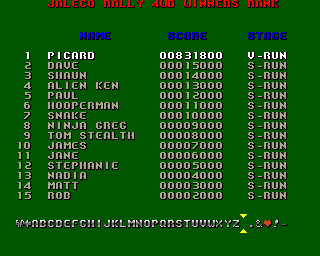 JALECO RALLY 4WD WINNERS RANK
NAME SCORE STAGE
1 PICARD 00831800 V-RUN
2 DAVE 00015000 S-RUN
3 SHAUN 00014000 S-RUN
4 ALIEN KEN 00013000 S-RUN
5 PAUL 00012000 S-RUN
6 HOOPERMAN 00011000 S-RUN
7 SNAKE 00010000 S-RUN
8 NINJA GREG 00009000 S-RUN
9 TOM STEALTH 00008000 S-RUN
10 JAMES 00007000 S-RUN
11 JANE 00006000 S-RUN
12 STEPHANIE 00005000 S-RUN
13 NADIA 00004000 S-RUN
14 MATT 00003000 S-RUN
15 ROB 00002000 S-RUN
ABCDEFGHIJKLMNOPQRSTUVWXYZ .&♥!-